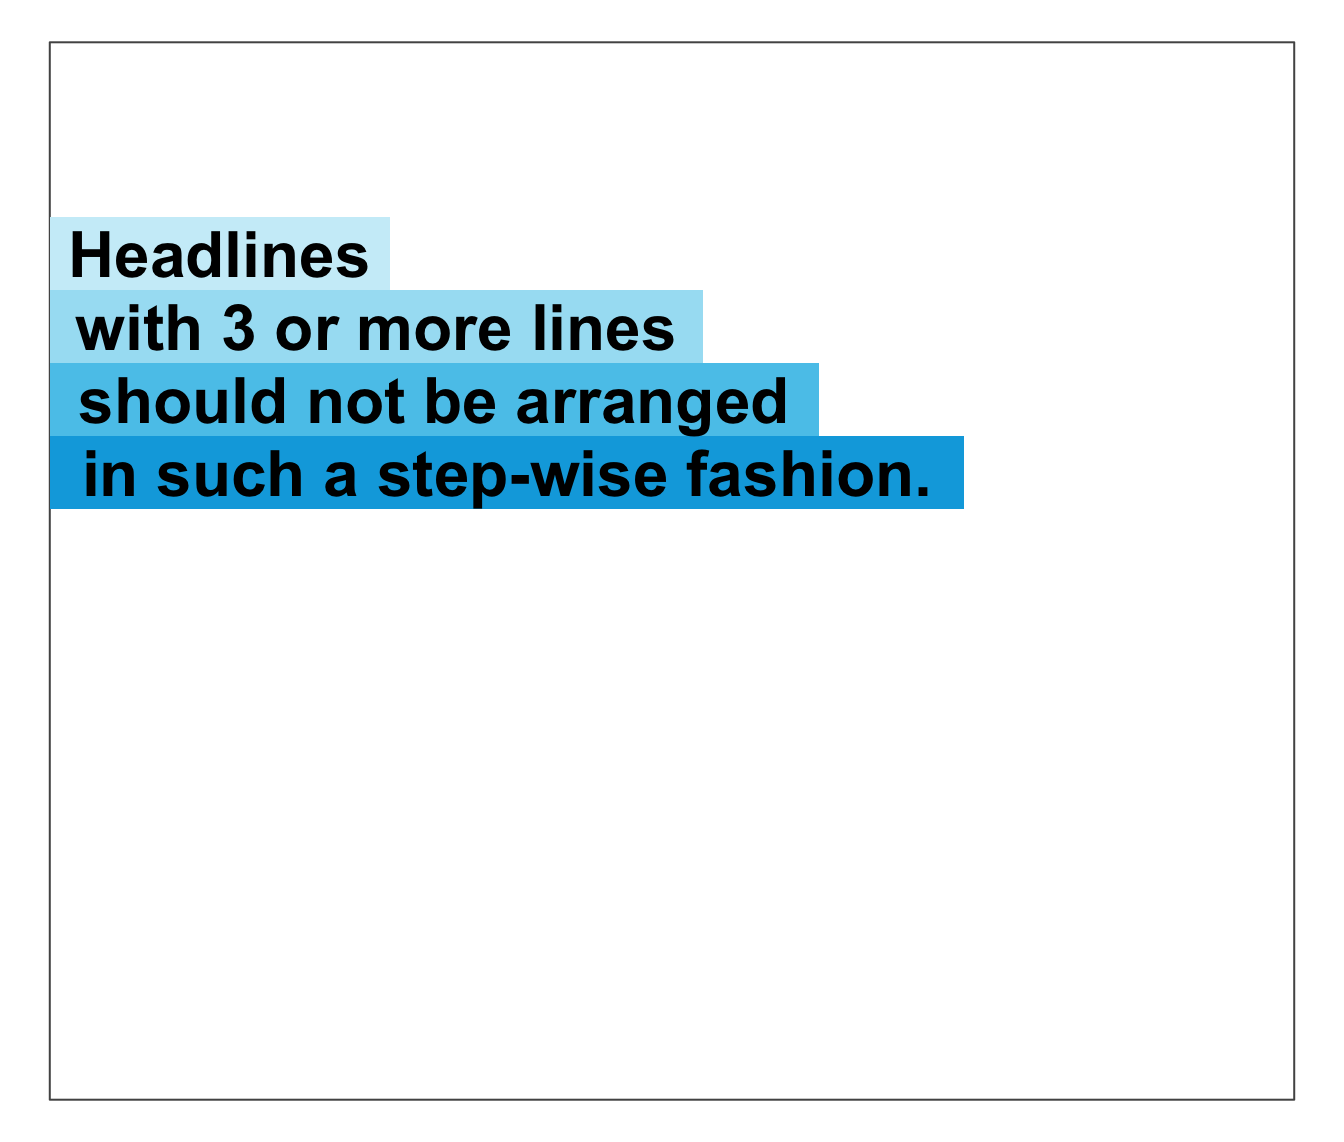 Headlines
with 3 or more lines
should not be arranged
in such a step-wise fashion.